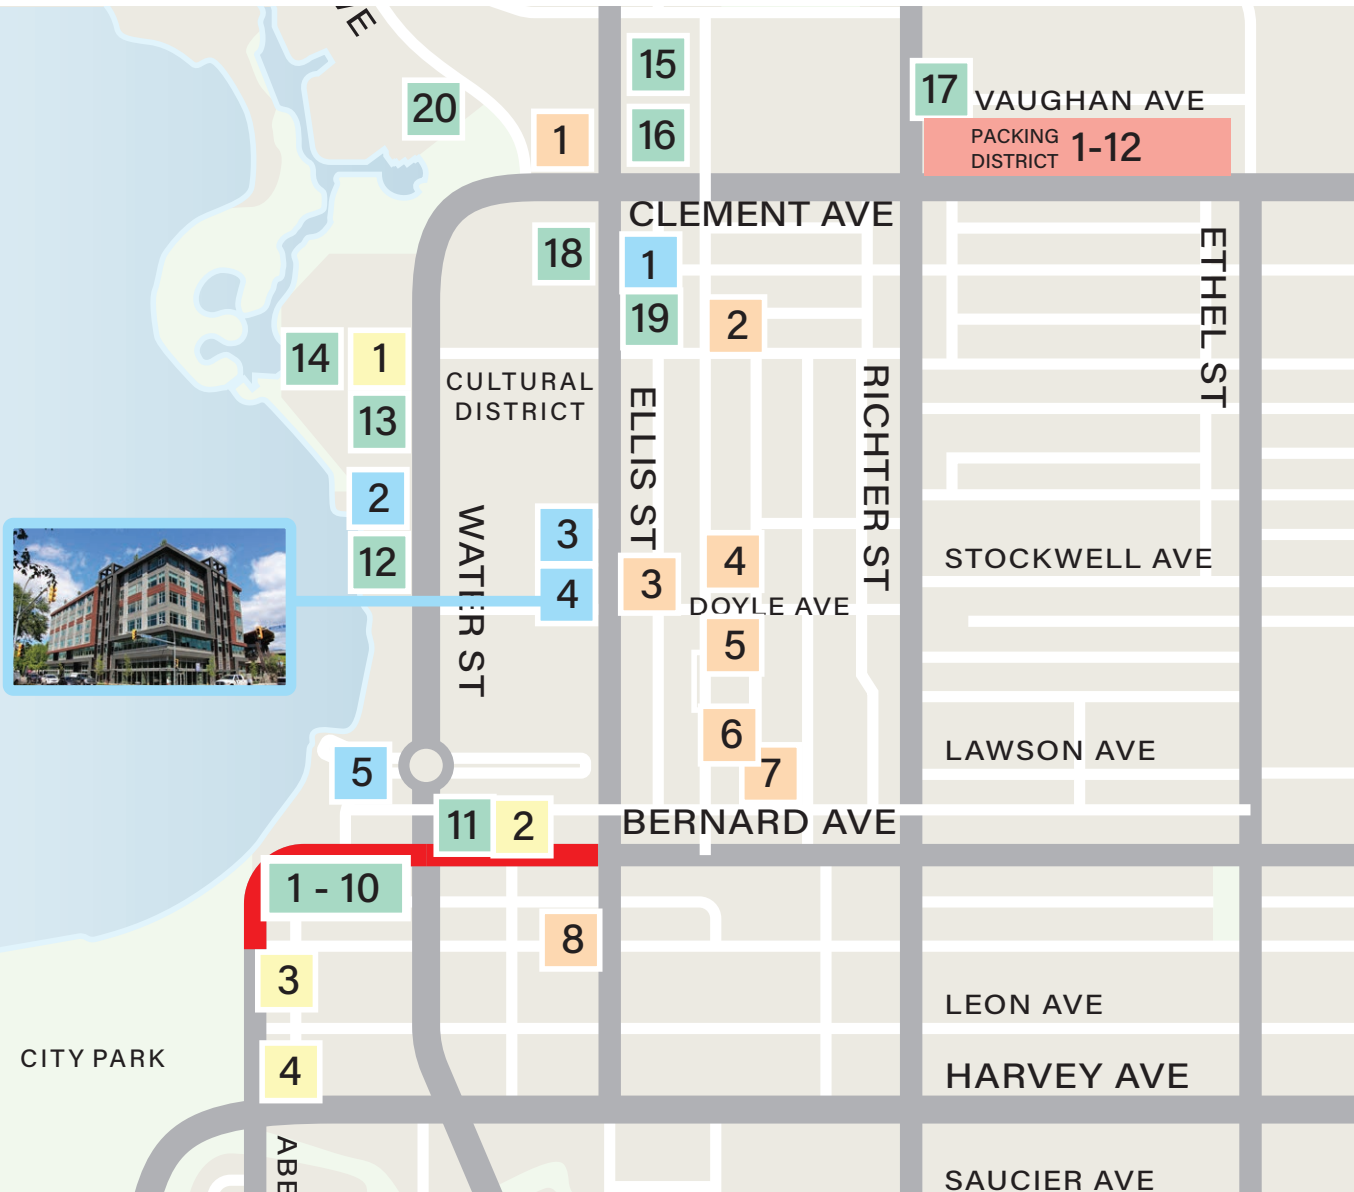 VE
15
20
17
VAUGHAN AVE
1
16
PACKING
DISTRICT
1-12
CLEMENT AVE
18
1
ETHEL ST
19
2
14
1
CULTURAL
DISTRICT
13
ELLIS ST
RICHTER ST
2
WATER ST
3
12
4
STOCKWELL AVE
4
3
DOYLE AVE
5
6
LAWSON AVE
5
7
11
2
BERNARD AVE
1 - 10
8
3
LEON AVE
CITY PARK
4
HARVEY AVE
ABE
SAUCIER AVE